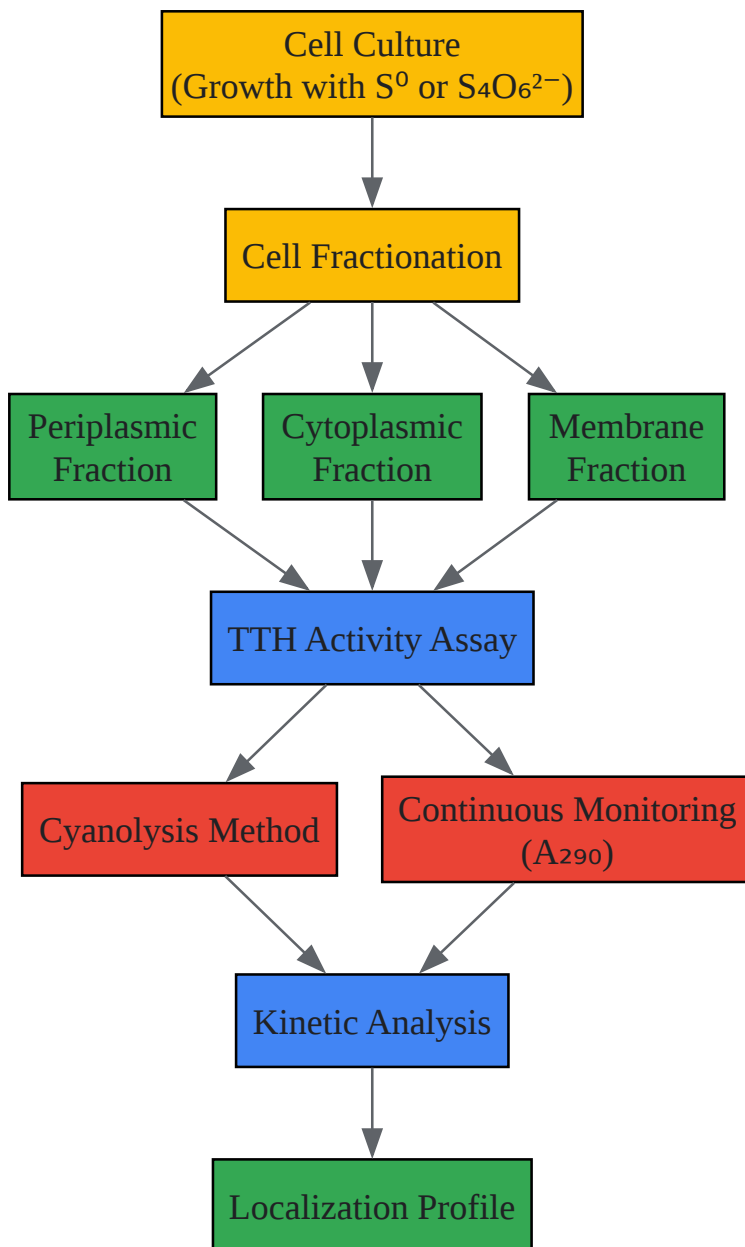 Cell Culture
(Growth with S⁰ or S₄O₆²⁻)
Cell Fractionation
Periplasmic
Fraction
Cytoplasmic
Fraction
Membrane
Fraction
TTH Activity Assay
Cyanolysis Method
Continuous Monitoring
(A₂₉₀)
Kinetic Analysis
Localization Profile